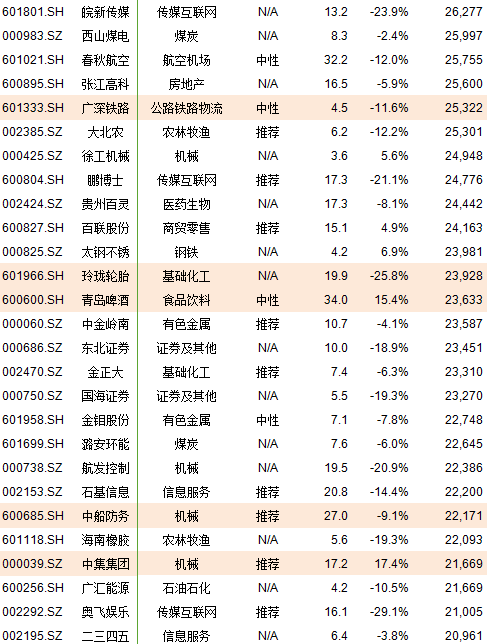 601801.SH 皖新传媒 传媒互联网 N/A 13.2 -23.9% 26,277
000983.SZ 西山煤电 煤炭 N/A 8.3 -2.4% 25,997
601021.SH 春秋航空 航空机场 中性 32.2 -12.0% 25,755
600895.SH 张江高科 房地产 N/A 16.5 -5.9% 25,600
601333.SH 广深铁路 公路铁路物流 中性 4.5 -11.6% 25,322
002385.SZ 大北农 农林牧渔 推荐 6.2 -12.2% 25,301
000425.SZ 徐工机械 机械 N/A 3.6 5.6% 24,948
600804.SH 鹏博士 传媒互联网 推荐 17.3 -21.1% 24,776
002424.SZ 贵州百灵 医药生物 N/A 17.3 -8.1% 24,442
600827.SH 百联股份 商贸零售 推荐 15.1 4.9% 24,163
000825.SZ 太钢不锈 钢铁 N/A 4.2 6.9% 23,981
601966.SH 玲珑轮胎 基础化工 N/A 19.9 -25.8% 23,928
600600.SH 青岛啤酒 食品饮料 中性 34.0 15.4% 23,633
000060.SZ 中金岭南 有色金属 推荐 10.7 -4.1% 23,587
000686.SZ 东北证券 证券及其他 N/A 10.0 -18.9% 23,451
002470.SZ 金正大 基础化工 推荐 7.4 -6.3% 23,310
000750.SZ 国海证券 证券及其他 N/A 5.5 -19.3% 23,270
601958.SH 金钼股份 有色金属 中性 7.1 -7.8% 22,748
601699.SH 潞安环能 煤炭 N/A 7.6 -6.0% 22,645
000738.SZ 航发控制 机械 N/A 19.5 -20.9% 22,386
002153.SZ 石基信息 信息服务 推荐 20.8 -14.4% 22,200
600685.SH 中船防务 机械 推荐 27.0 -9.1% 22,171
601118.SH 海南橡胶 农林牧渔 N/A 5.6 -19.3% 22,093
000039.SZ 中集集团 机械 推荐 17.2 17.4% 21,669
600256.SH 广汇能源 石油石化 N/A 4.2 -10.5% 21,669
002292.SZ 奥飞娱乐 传媒互联网 推荐 16.1 -29.1% 21,005
002195.SZ 二三四五 信息服务 N/A 6.4 -3.8% 20,961